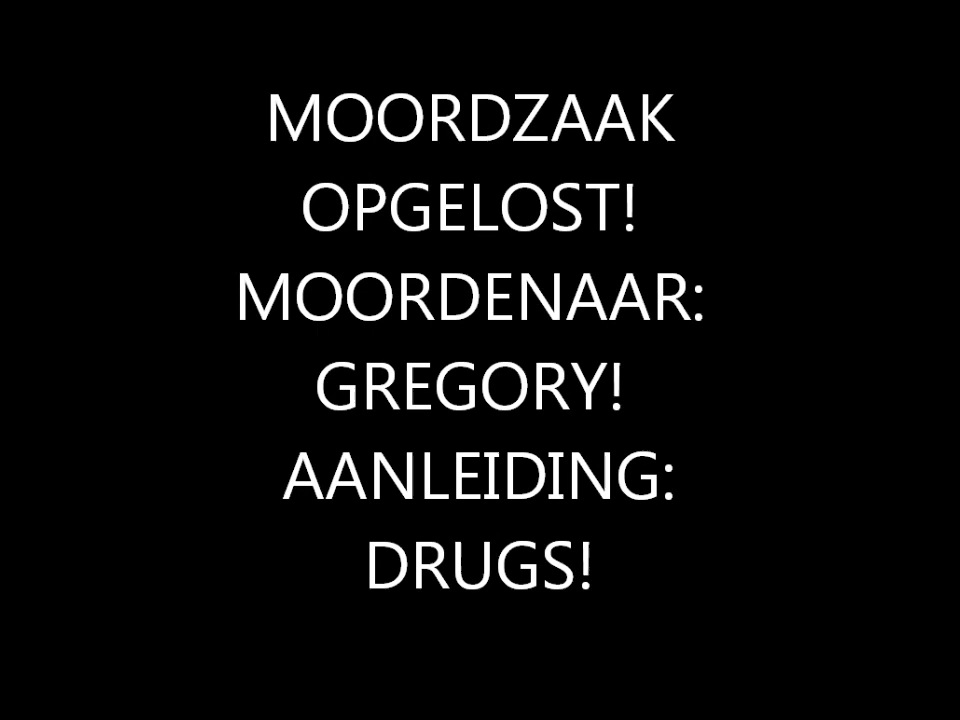 MOORDZAAK
OPGELOST!
MOORDENAAR:
GREGORY!
AANLEIDING:
DRUGS!